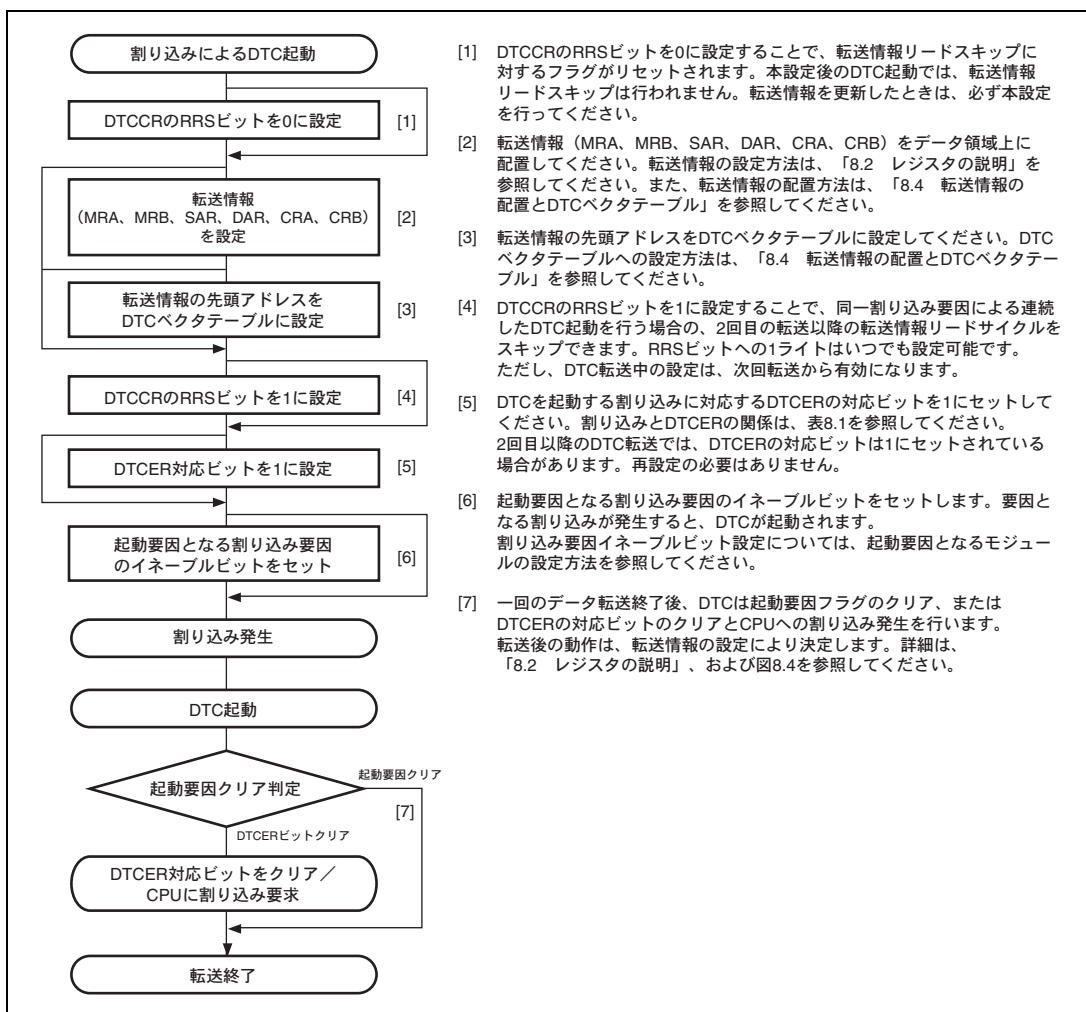 割り込みによるDTC起動
DTCCRのRRSビットを0に設定
[1]
転送情報
（MRA、MRB、SAR、DAR、CRA、CRB）
を設定
[2]
転送情報の先頭アドレスを
DTCベクタテーブルに設定
[3]
DTCCRのRRSビットを1に設定
[4]
DTCER対応ビットを1に設定
[5]
起動要因となる割り込み要因
のイネーブルビットをセット
[6]
割り込み発生
DTC起動
起動要因クリア判定
起動要因クリア
[7]
DTCERビットクリア
DTCER対応ビットをクリア／
CPUに割り込み要求
転送終了
[1] DTCCRのRRSビットを0に設定することで、転送情報リードスキップに
対するフラグがリセットされます。本設定後のDTC起動では、転送情報
リードスキップは行われません。転送情報を更新したときは、必ず本設定
を行ってください。
[2] 転送情報（MRA、MRB、SAR、DAR、CRA、CRB）をデータ領域上に
配置してください。転送情報の設定方法は、「8.2　レジスタの説明」を
参照してください。また、転送情報の配置方法は、「8.4　転送情報の
配置とDTCベクタテーブル」を参照してください。
[3] 転送情報の先頭アドレスをDTCベクタテーブルに設定してください。DTC
ベクタテーブルへの設定方法は、「8.4　転送情報の配置とDTCベクタテー
ブル」を参照してください。
[4] DTCCRのRRSビットを1に設定することで、同一割り込み要因による連続
したDTC起動を行う場合の、2回目の転送以降の転送情報リードサイクルを
スキップできます。RRSビットへの1ライトはいつでも設定可能です。
ただし、DTC転送中の設定は、次回転送から有効になります。
[5] DTCを起動する割り込みに対応するDTCERの対応ビットを1にセットして
ください。割り込みとDTCERの関係は、表8.1を参照してください。
2回目以降のDTC転送では、DTCERの対応ビットは1にセットされている
場合があります。再設定の必要はありません。
[6] 起動要因となる割り込み要因のイネーブルビットをセットします。要因と
なる割り込みが発生すると、DTCが起動されます。
割り込み要因イネーブルビット設定については、起動要因となるモジュー
ルの設定方法を参照してください。
[7] 一回のデータ転送終了後、DTCは起動要因フラグのクリア、または
DTCERの対応ビットのクリアとCPUへの割り込み発生を行います。
転送後の動作は、転送情報の設定により決定します。詳細は、
「8.2　レジスタの説明」、および図8.4を参照してください。